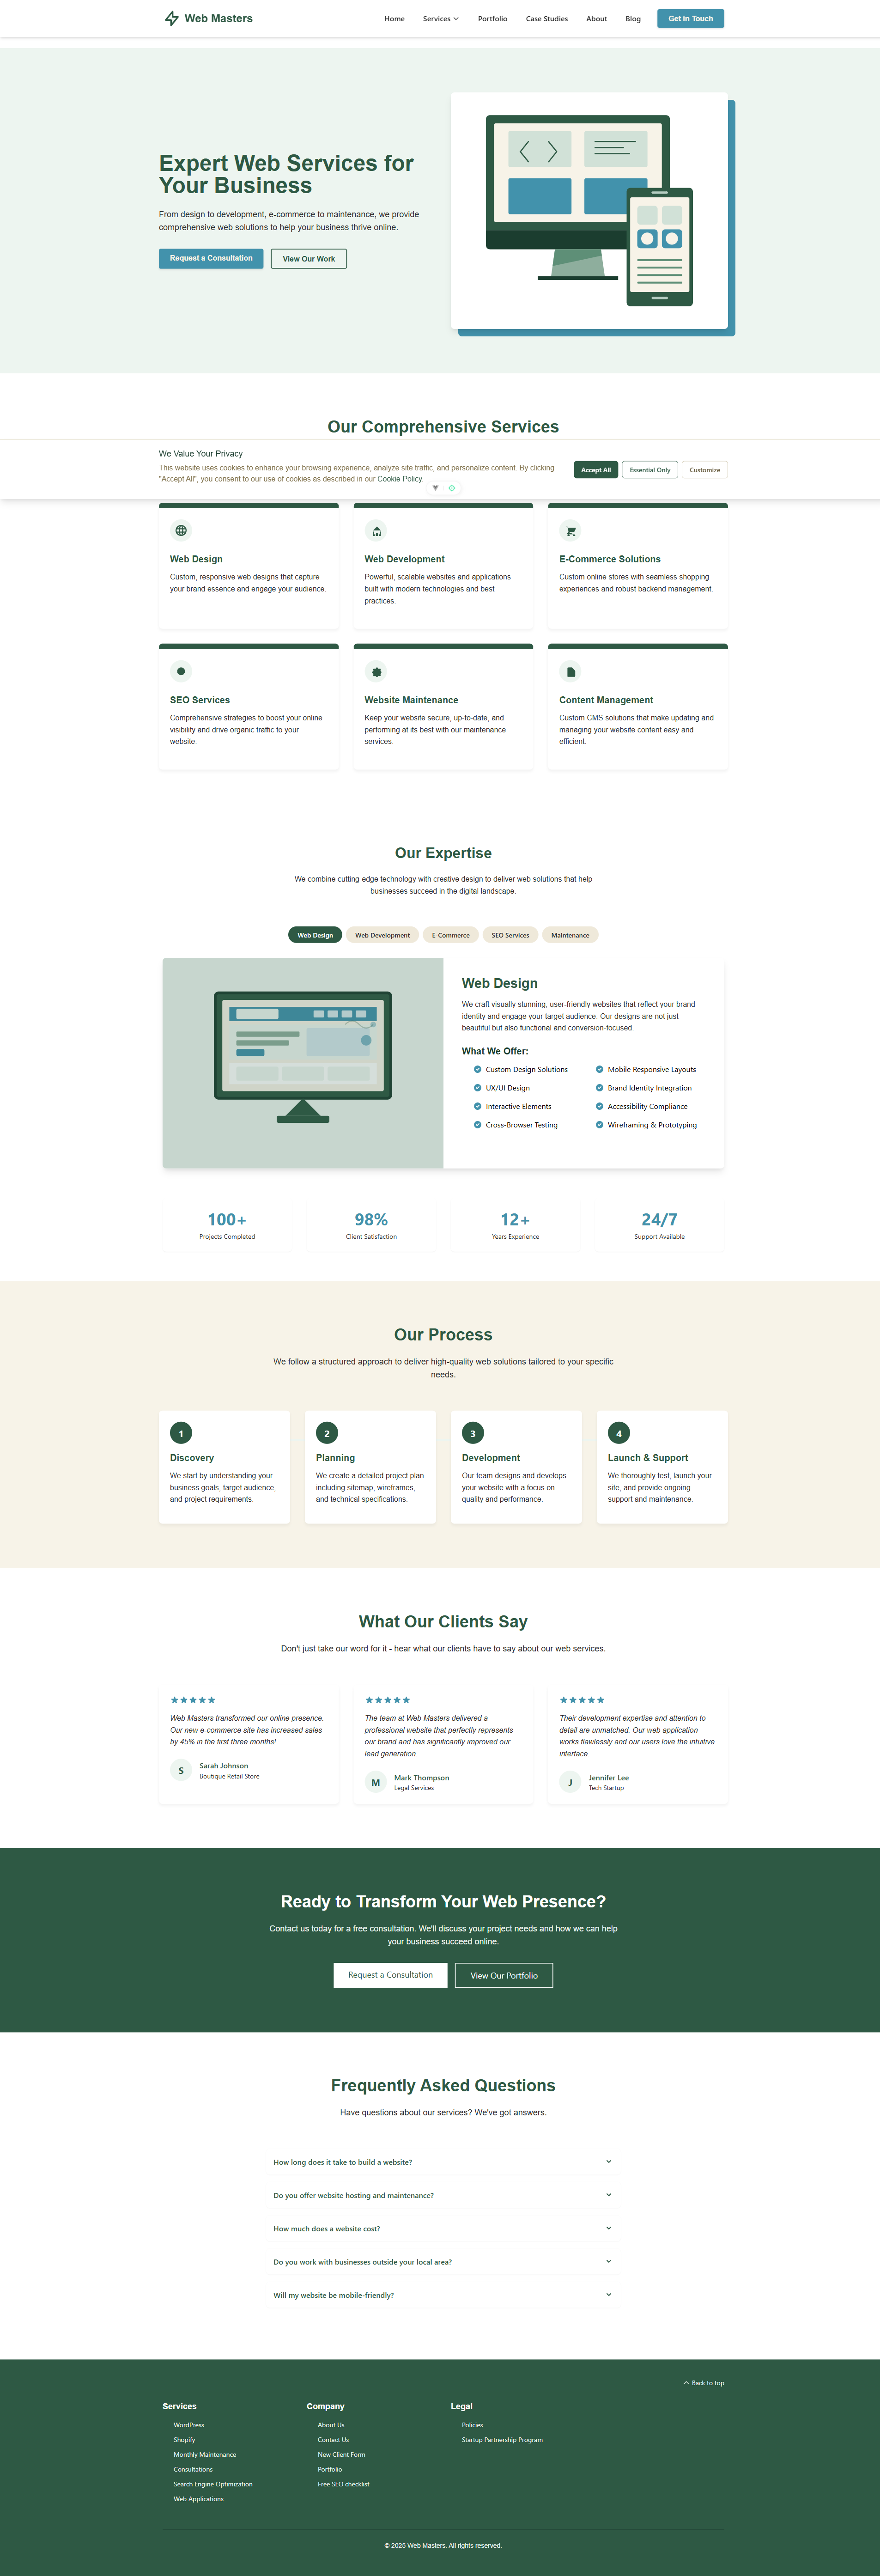 Web Masters
Home
Services
Portfolio
Case Studies
About
Blog
Get in Touch
Expert Web Services for
Your Business
From design to development, e-commerce to maintenance, we provide
comprehensive web solutions to help your business thrive online.
Request a Consultation
View Our Work
Our Comprehensive Services
We Value Your Privacy
This website uses cookies to enhance your browsing experience, analyze site traffic, and personalize content. By clicking
"Accept All", you consent to our use of cookies as described in our Cookie Policy.
Accept All
Essential Only
Customize
Web Design
Custom, responsive web designs that capture
your brand essence and engage your audience.
Web Development
Powerful, scalable websites and applications
built with modern technologies and best
practices.
E-Commerce Solutions
Custom online stores with seamless shopping
experiences and robust backend management.
SEO Services
Comprehensive strategies to boost your online
visibility and drive organic traffic to your
website.
Website Maintenance
Keep your website secure, up-to-date, and
performing at its best with our maintenance
services.
Content Management
Custom CMS solutions that make updating and
managing your website content easy and
efficient.
Our Expertise
We combine cutting-edge technology with creative design to deliver web solutions that help
businesses succeed in the digital landscape.
Web Design
Web Development
E-Commerce
SEO Services
Maintenance
Web Design
We craft visually stunning, user-friendly websites that reflect your brand
identity and engage your target audience. Our designs are not just
beautiful but also functional and conversion-focused.
What We Offer:
Custom Design Solutions
Mobile Responsive Layouts
UX/UI Design
Brand Identity Integration
Interactive Elements
Accessibility Compliance
Cross-Browser Testing
Wireframing & Prototyping
100+
Projects Completed
98%
Client Satisfaction
12+
Years Experience
24/7
Support Available
Our Process
We follow a structured approach to deliver high-quality web solutions tailored to your specific
needs.
1
Discovery
We start by understanding your
business goals, target audience,
and project requirements.
2
Planning
We create a detailed project plan
including sitemap, wireframes,
and technical specifications.
3
Development
Our team designs and develops
your website with a focus on
quality and performance.
4
Launch & Support
We thoroughly test, launch your
site, and provide ongoing
support and maintenance.
What Our Clients Say
Don't just take our word for it - hear what our clients have to say about our web services.
Web Masters transformed our online presence.
Our new e-commerce site has increased sales
by 45% in the first three months!
S
Sarah Johnson
Boutique Retail Store
The team at Web Masters delivered a
professional website that perfectly represents
our brand and has significantly improved our
lead generation.
M
Mark Thompson
Legal Services
Their development expertise and attention to
detail are unmatched. Our web application
works flawlessly and our users love the intuitive
interface.
J
Jennifer Lee
Tech Startup
Ready to Transform Your Web Presence?
Contact us today for a free consultation. We'll discuss your project needs and how we can help
your business succeed online.
Request a Consultation
View Our Portfolio
Frequently Asked Questions
Have questions about our services? We've got answers.
How long does it take to build a website?
Do you offer website hosting and maintenance?
How much does a website cost?
Do you work with businesses outside your local area?
Will my website be mobile-friendly?
Back to top
Services
WordPress
Shopify
Monthly Maintenance
Consultations
Search Engine Optimization
Web Applications
Company
About Us
Contact Us
New Client Form
Portfolio
Free SEO checklist
Legal
Policies
Startup Partnership Program
© 2025 Web Masters. All rights reserved.